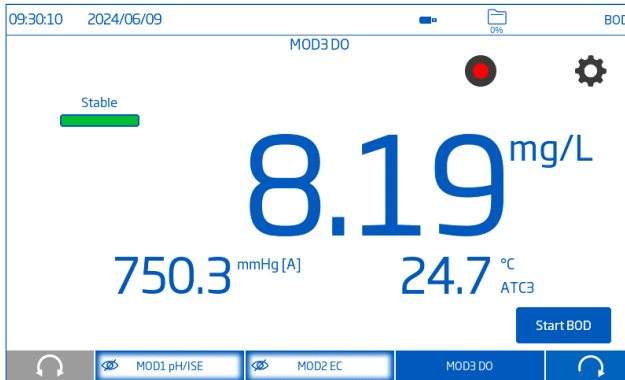 09:30:10 2024/06/09 0% BOD
MOD3 DO
Stable
8.19 mg/L
750.3 mmHg [A] 24.7 °C
ATC3
Start BOD
MOD1 pH/ISE MOD2 EC MOD3 DO